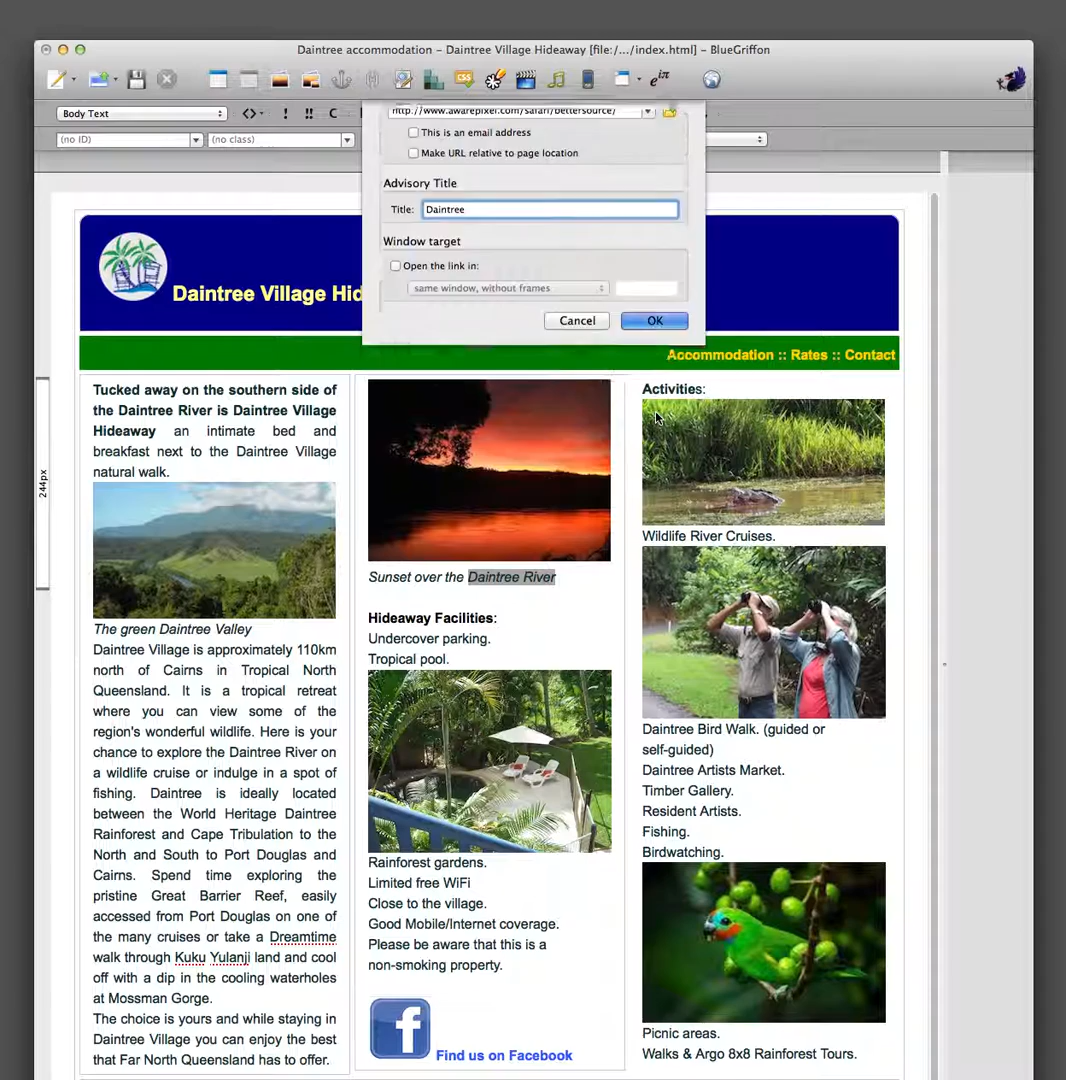 Daintree accommodation – Daintree Village Hideaway [file:/.../index.html] – BlueGriffon
Body Text
<>
!
!!
C
(no ID)
(no class)
http://www.awarepixel.com/safari/bettersource/
This is an email address
Make URL relative to page location
Advisory Title
Title: Daintree
Window target
Open the link in:
same window, without frames
Cancel
OK
244px
Daintree Village Hid
Accommodation :: Rates :: Contact
Tucked away on the southern side of
the Daintree River is Daintree Village
Hideaway an intimate bed and
breakfast next to the Daintree Village
natural walk.
The green Daintree Valley
Daintree Village is approximately 110km
north of Cairns in Tropical North
Queensland. It is a tropical retreat
where you can view some of the
region's wonderful wildlife. Here is your
chance to explore the Daintree River on
a wildlife cruise or indulge in a spot of
fishing. Daintree is ideally located
between the World Heritage Daintree
Rainforest and Cape Tribulation to the
North and South to Port Douglas and
Cairns. Spend time exploring the
pristine Great Barrier Reef, easily
accessed from Port Douglas on one of
the many cruises or take a Dreamtime
walk through Kuku Yulanji land and cool
off with a dip in the cooling waterholes
at Mossman Gorge.
The choice is yours and while staying in
Daintree Village you can enjoy the best
that Far North Queensland has to offer.
Sunset over the Daintree River
Hideaway Facilities:
Undercover parking.
Tropical pool.
Rainforest gardens.
Limited free WiFi
Close to the village.
Good Mobile/Internet coverage.
Please be aware that this is a
non-smoking property.
f
Find us on Facebook
Activities:
Wildlife River Cruises.
Daintree Bird Walk. (guided or
self-guided)
Daintree Artists Market.
Timber Gallery.
Resident Artists.
Fishing.
Birdwatching.
Picnic areas.
Walks & Argo 8x8 Rainforest Tours.